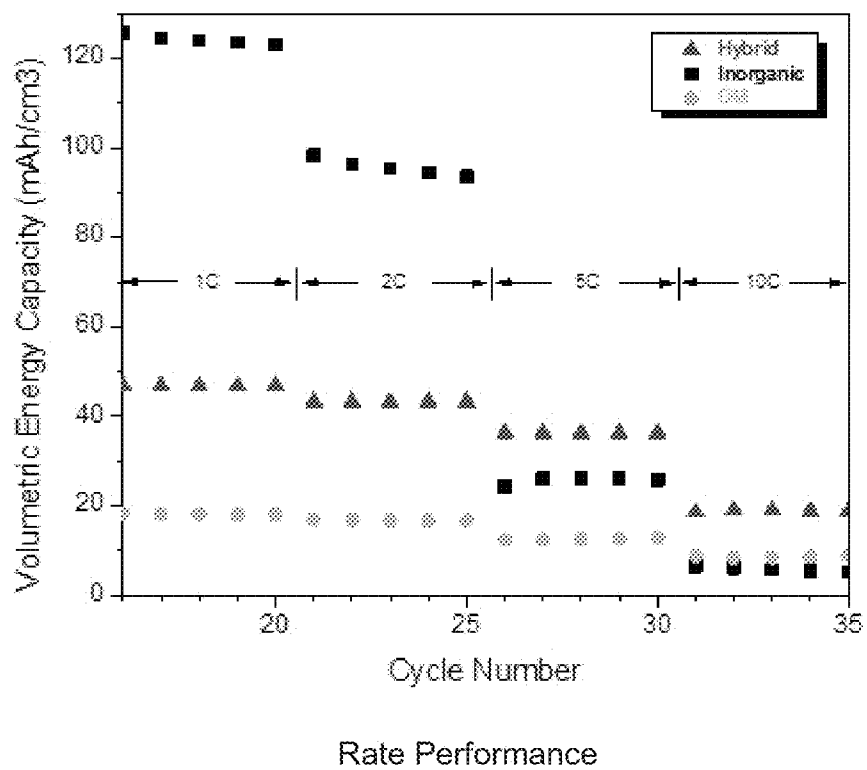 Volumetric Energy Capacity (mAh/cm3)
120
100
80
60
40
20
0
Hybrid
Inorganic
1C
2C
5C
10C
20
25
30
35
Cycle Number
Rate Performance